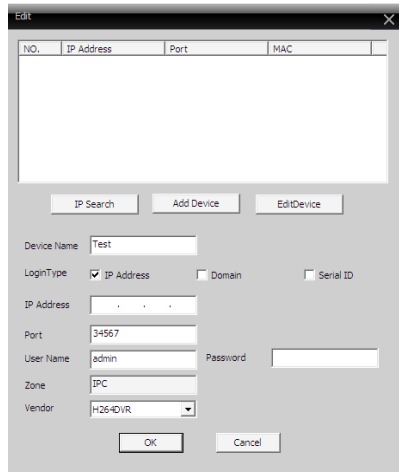 Edit
NO. IP Address Port MAC
IP Search Add Device EditDevice
Device Name Test
LoginType IP Address Domain Serial ID
IP Address . . .
Port 34567
User Name admin Password
Zone IPC
Vendor H264DVR
OK Cancel